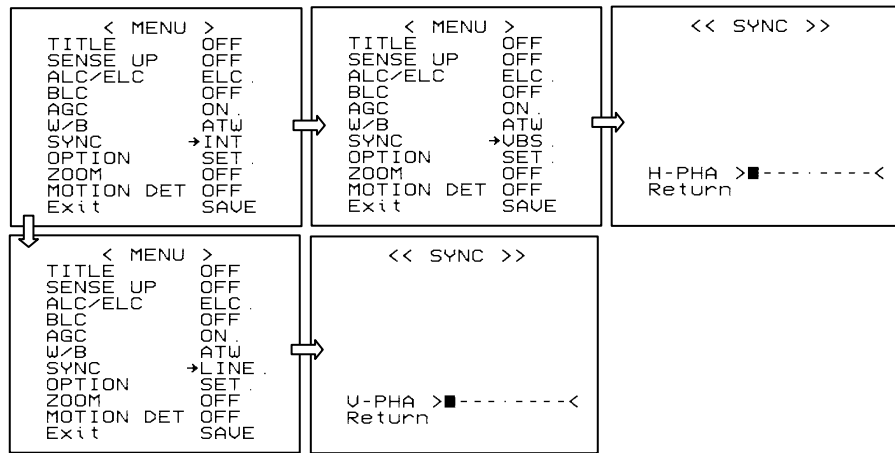 < MENU >
TITLE OFF
SENSE UP OFF
ALC/ELC ELC.
BLC OFF
AGC ON.
W/B ATW
SYNC →INT
OPTION SET.
ZOOM OFF
MOTION DET OFF
Exit SAVE
< MENU >
TITLE OFF
SENSE UP OFF
ALC/ELC ELC.
BLC OFF
AGC ON.
W/B ATW
SYNC →VBS.
OPTION SET.
ZOOM OFF
MOTION DET OFF
Exit SAVE
<< SYNC >>
H-PHA >■---·----<
Return
< MENU >
TITLE OFF
SENSE UP OFF
ALC/ELC ELC.
BLC OFF
AGC ON.
W/B ATW
SYNC →LINE.
OPTION SET.
ZOOM OFF
MOTION DET OFF
Exit SAVE
<< SYNC >>
V-PHA >■---·----<
Return